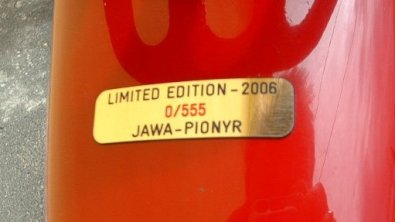 LIMITED EDITION - 2006
0/555
JAWA-PIONYR